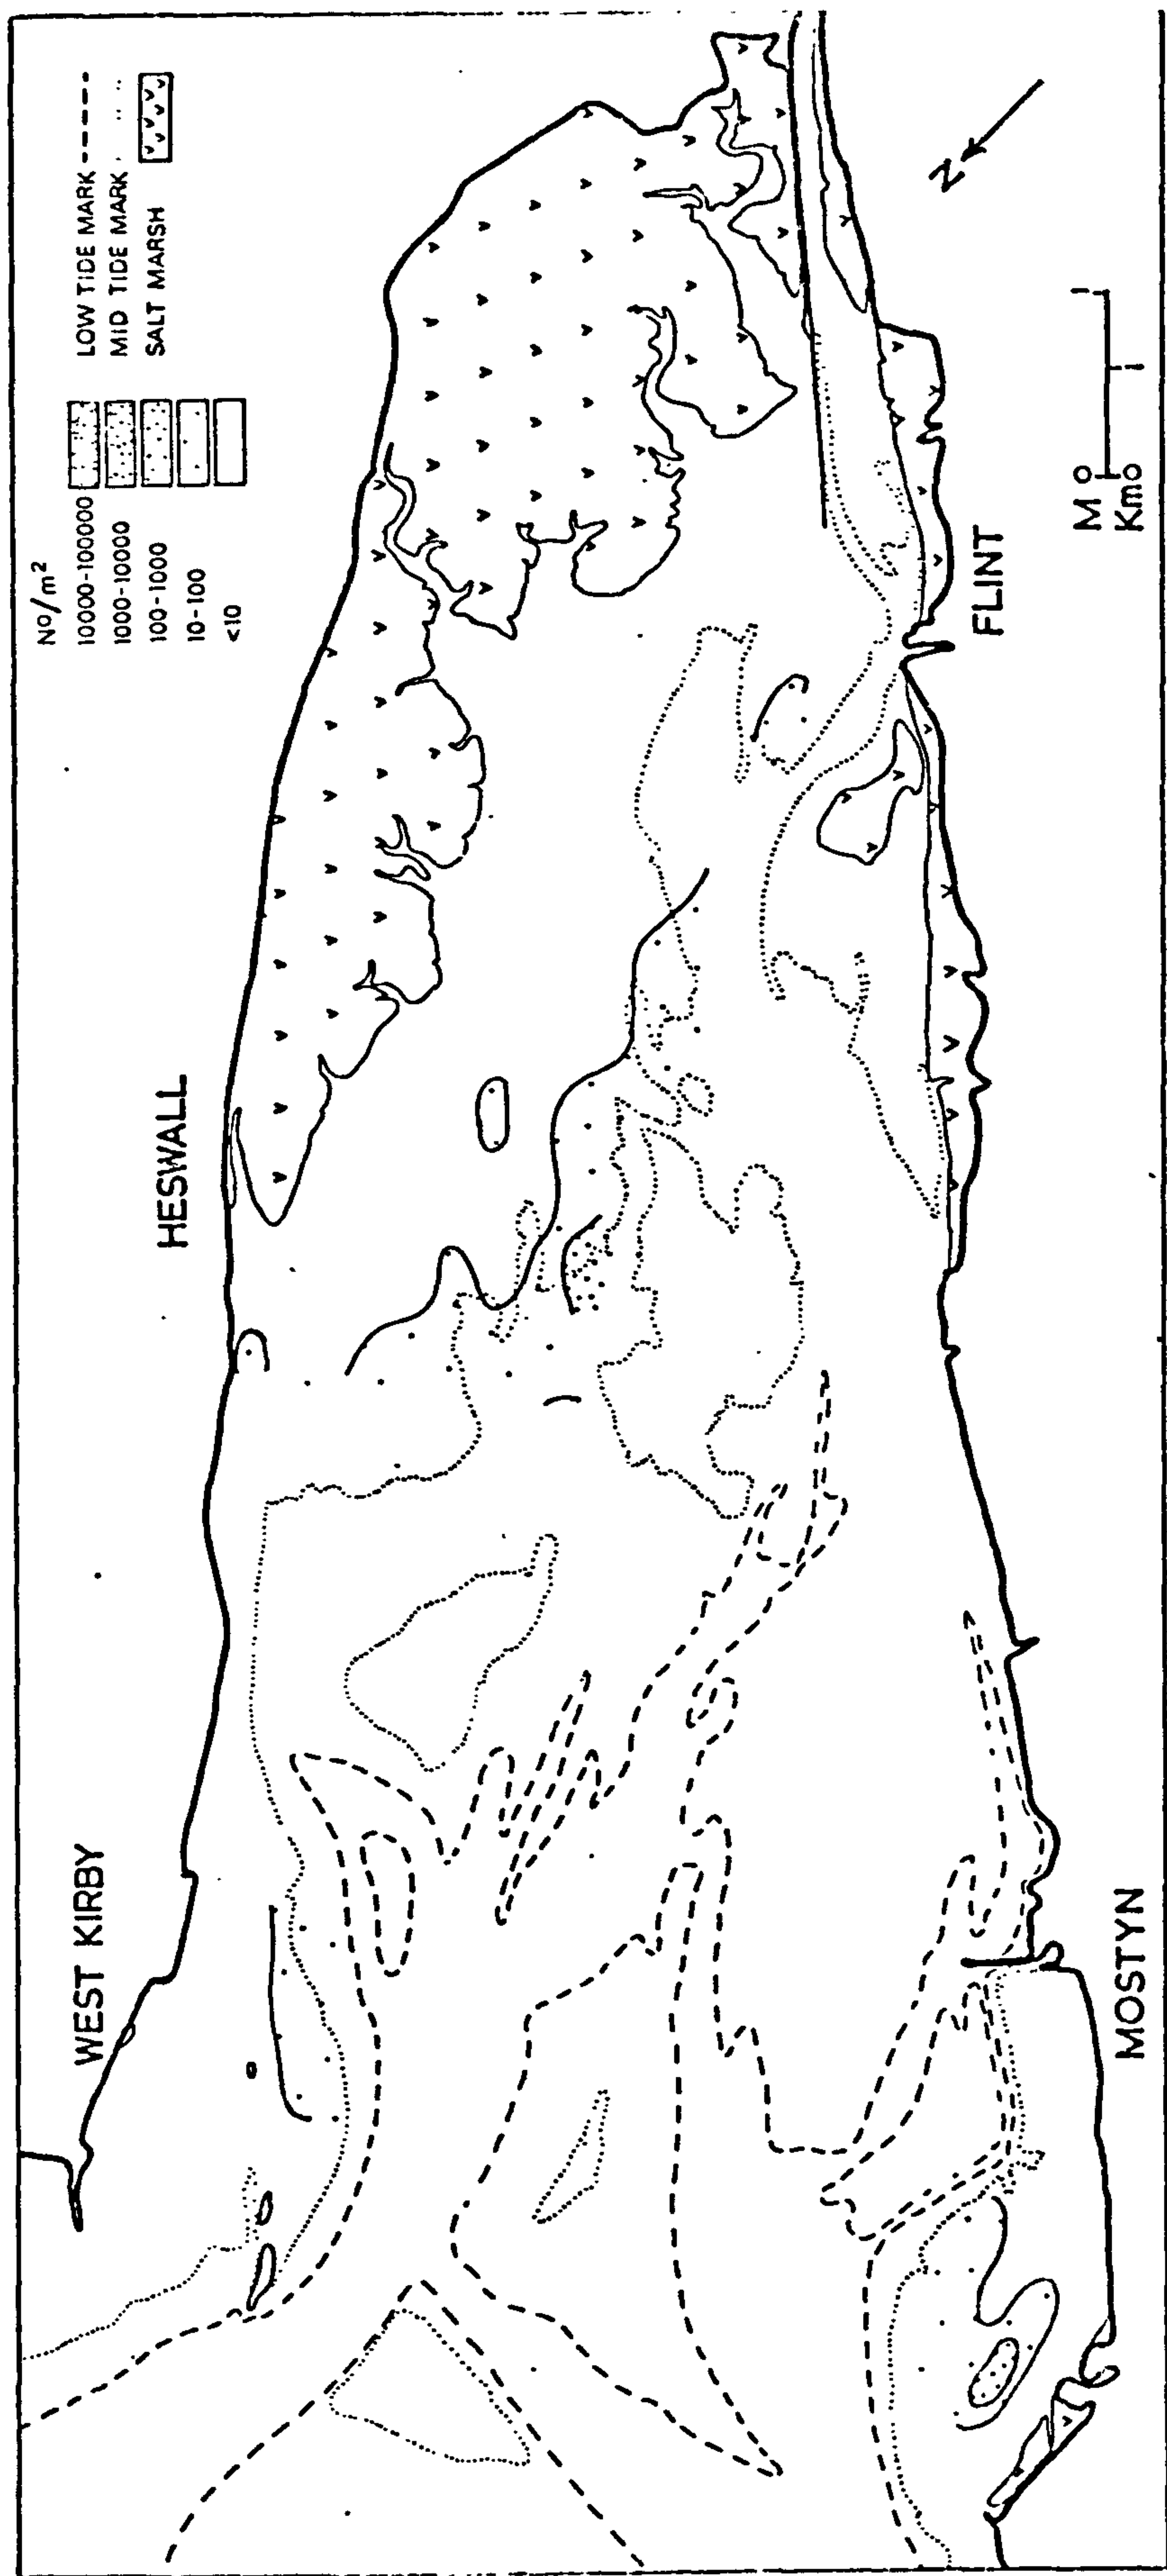 Nº/m²
10000-100000
1000-10000
100-1000
10-100
<10
LOW TIDE MARK
MID TIDE MARK
SALT MARSH
HESWALL
WEST KIRBY
N
M 0 1
Km 0 1
FLINT
MOSTYN